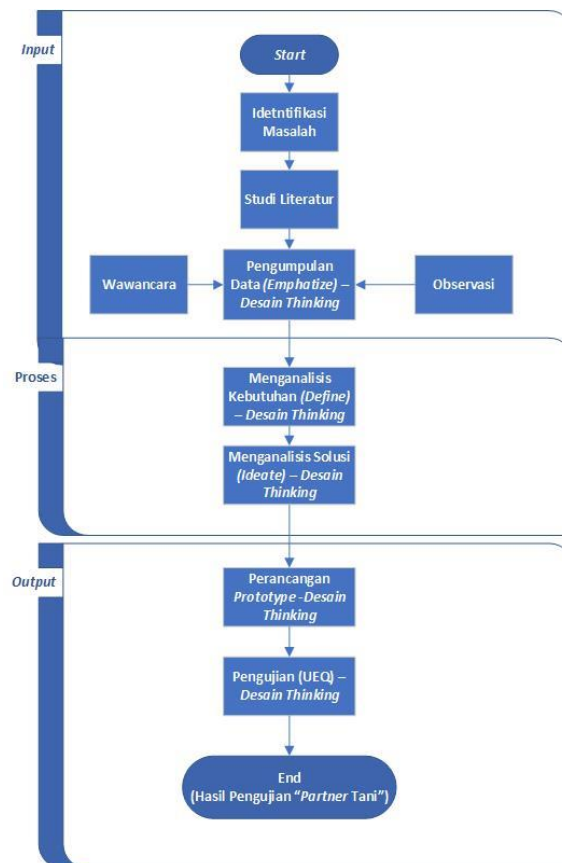 Input
Start
Idetntifikasi
Masalah
Studi Literatur
Wawancara
Pengumpulan
Data (Emphatize) –
Desain Thinking
Observasi
Proses
Menganalisis
Kebutuhan (Define)
– Desain Thinking
Menganalisis Solusi
(Ideate) – Desain
Thinking
Output
Perancangan
Prototype -Desain
Thinking
Pengujian (UEQ) –
Desain Thinking
End
(Hasil Pengujian “Partner Tani”)